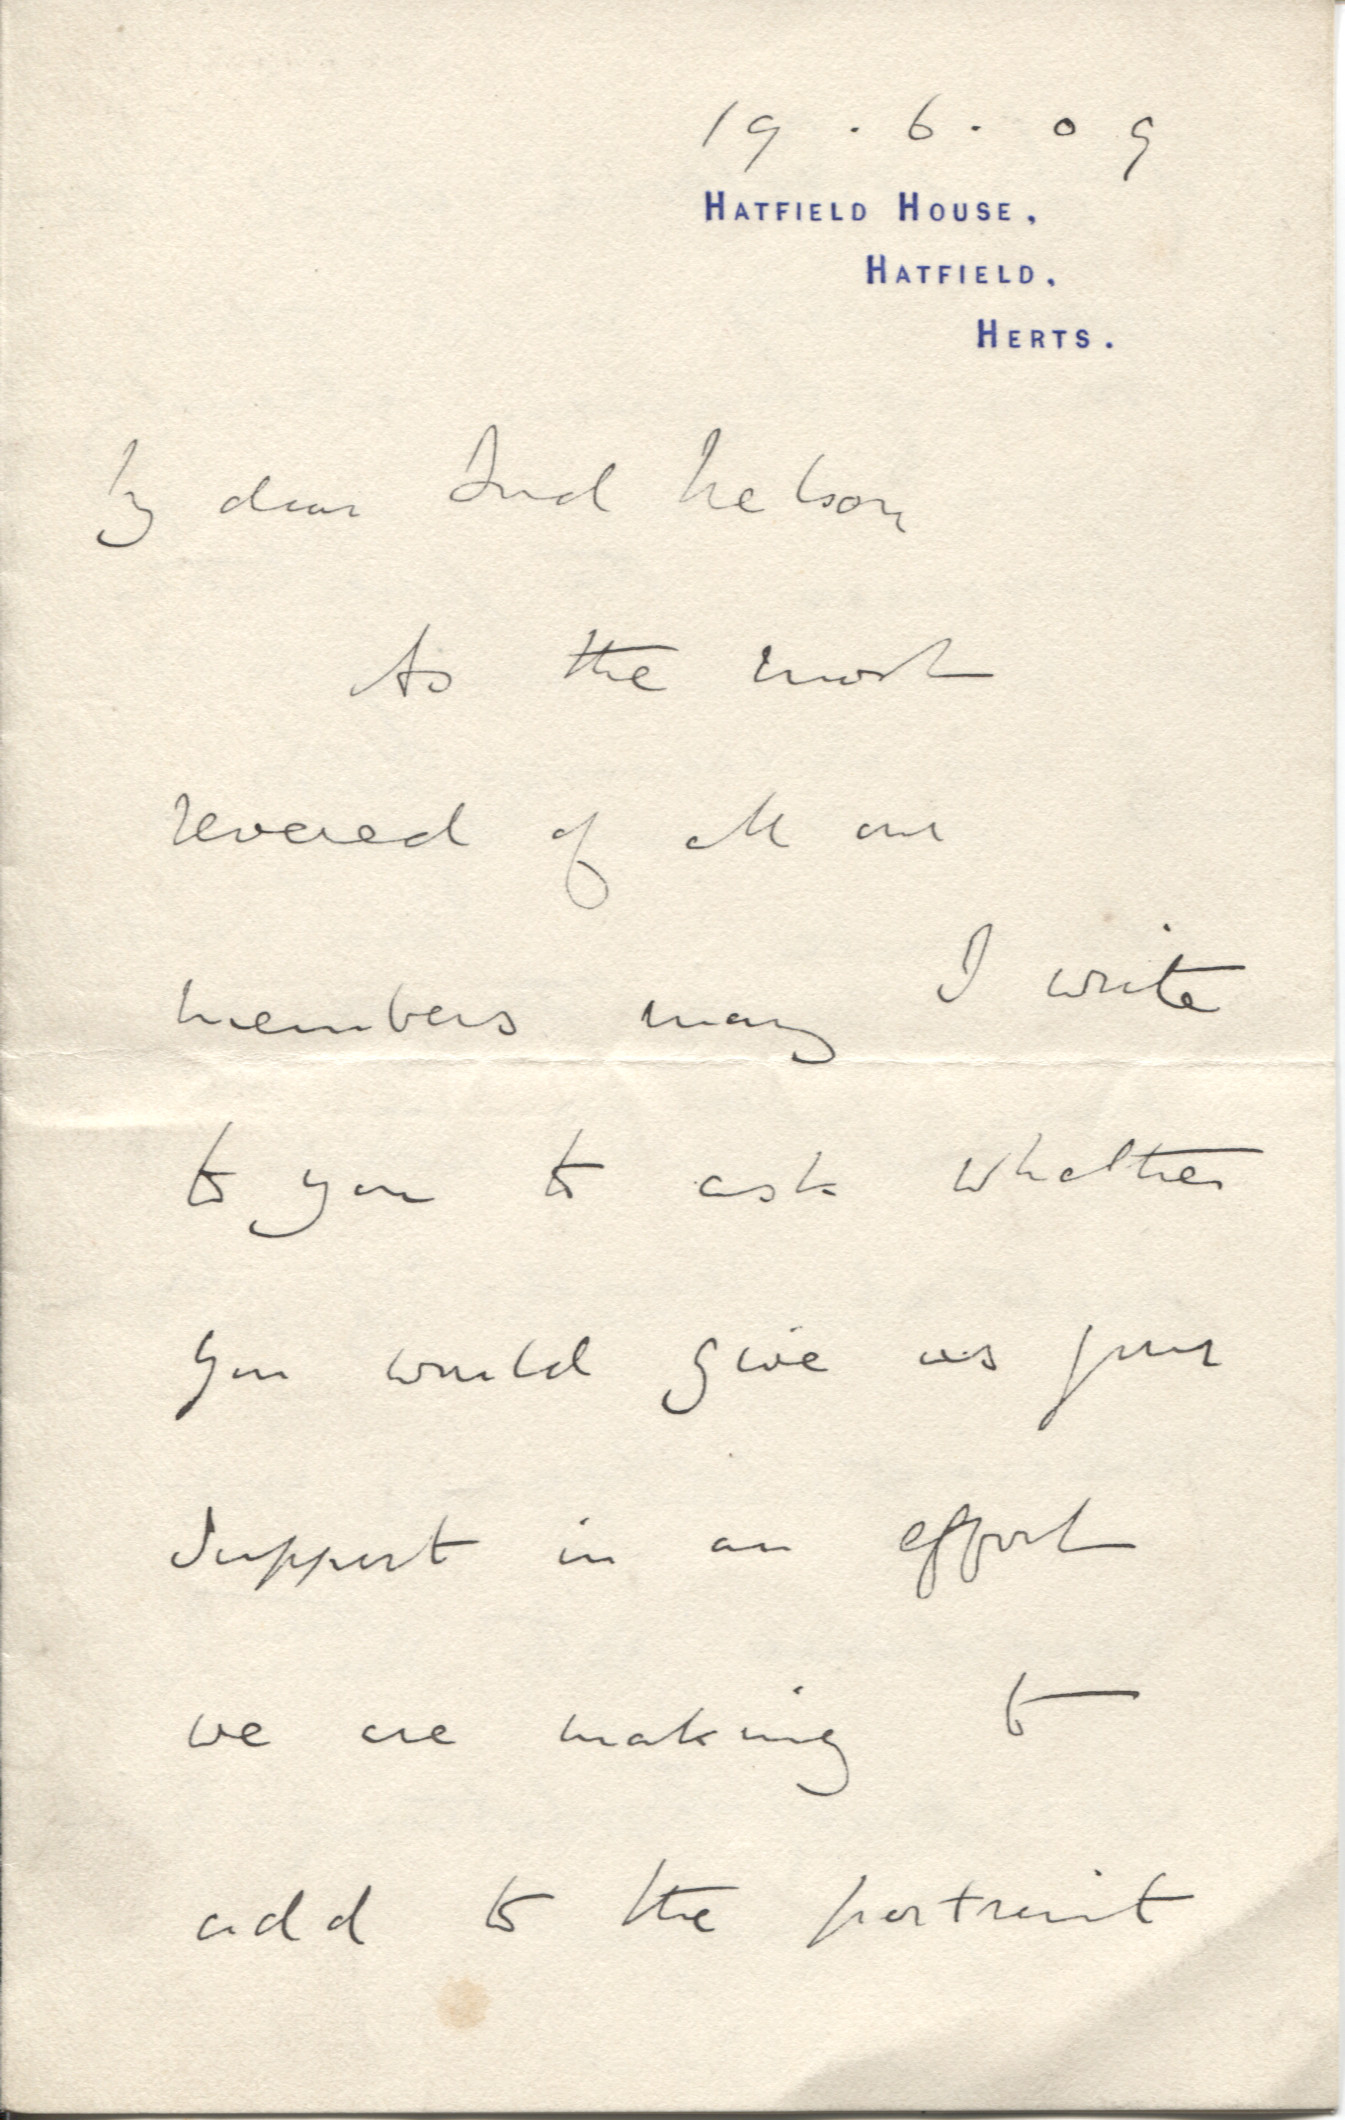 19 . 6 . 09
HATFIELD HOUSE,
HATFIELD,
HERTS.
My dear Lord Nelson
As the most
revered of all our
members may I write
to you to ask whether
you would give us your
support in an effort
we are making to
add to the portrait